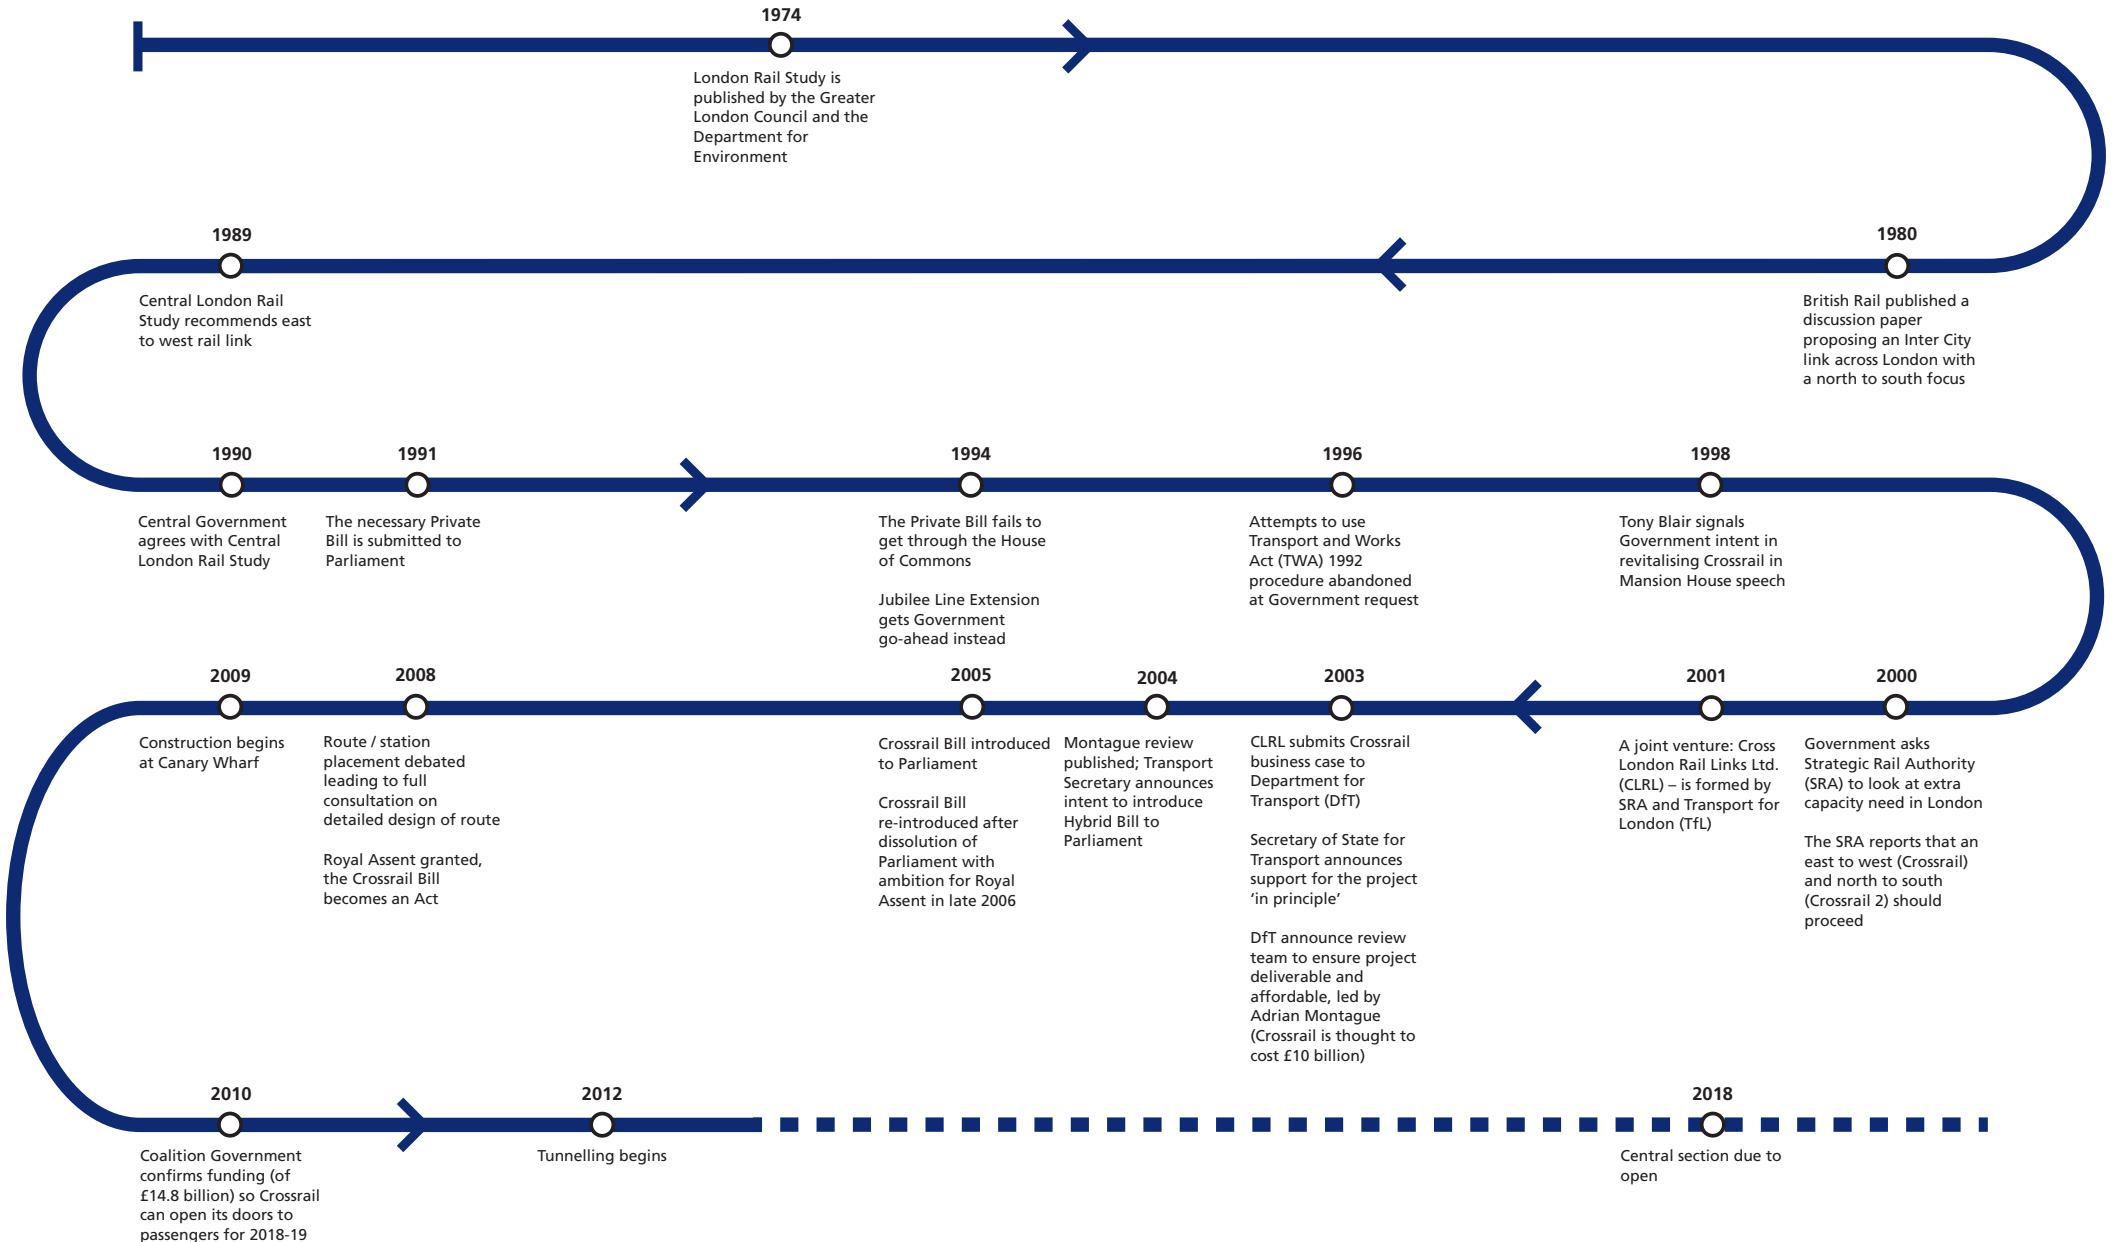 1974
London Rail Study is
published by the Greater
London Council and the
Department for
Environment
1980
British Rail published a
discussion paper
proposing an Inter City
link across London with
a north to south focus
1989
Central London Rail
Study recommends east
to west rail link
1990
Central Government
agrees with Central
London Rail Study
1991
The necessary Private
Bill is submitted to
Parliament
1994
The Private Bill fails to
get through the House
of Commons
Jubilee Line Extension
gets Government
go-ahead instead
1996
Attempts to use
Transport and Works
Act (TWA) 1992
procedure abandoned
at Government request
1998
Tony Blair signals
Government intent in
revitalising Crossrail in
Mansion House speech
2000
Government asks
Strategic Rail Authority
(SRA) to look at extra
capacity need in London
The SRA reports that an
east to west (Crossrail)
and north to south
(Crossrail 2) should
proceed
2001
A joint venture: Cross
London Rail Links Ltd.
(CLRL) – is formed by
SRA and Transport for
London (TfL)
2003
CLRL submits Crossrail
business case to
Department for
Transport (DfT)
Secretary of State for
Transport announces
support for the project
‘in principle’
DfT announce review
team to ensure project
deliverable and
affordable, led by
Adrian Montague
(Crossrail is thought to
cost £10 billion)
2004
Montague review
published; Transport
Secretary announces
intent to introduce
Hybrid Bill to
Parliament
2005
Crossrail Bill introduced
to Parliament
Crossrail Bill
re-introduced after
dissolution of
Parliament with
ambition for Royal
Assent in late 2006
2008
Route / station
placement debated
leading to full
consultation on
detailed design of route
Royal Assent granted,
the Crossrail Bill
becomes an Act
2009
Construction begins
at Canary Wharf
2010
Coalition Government
confirms funding (of
£14.8 billion) so Crossrail
can open its doors to
passengers for 2018-19
2012
Tunnelling begins
2018
Central section due to
open